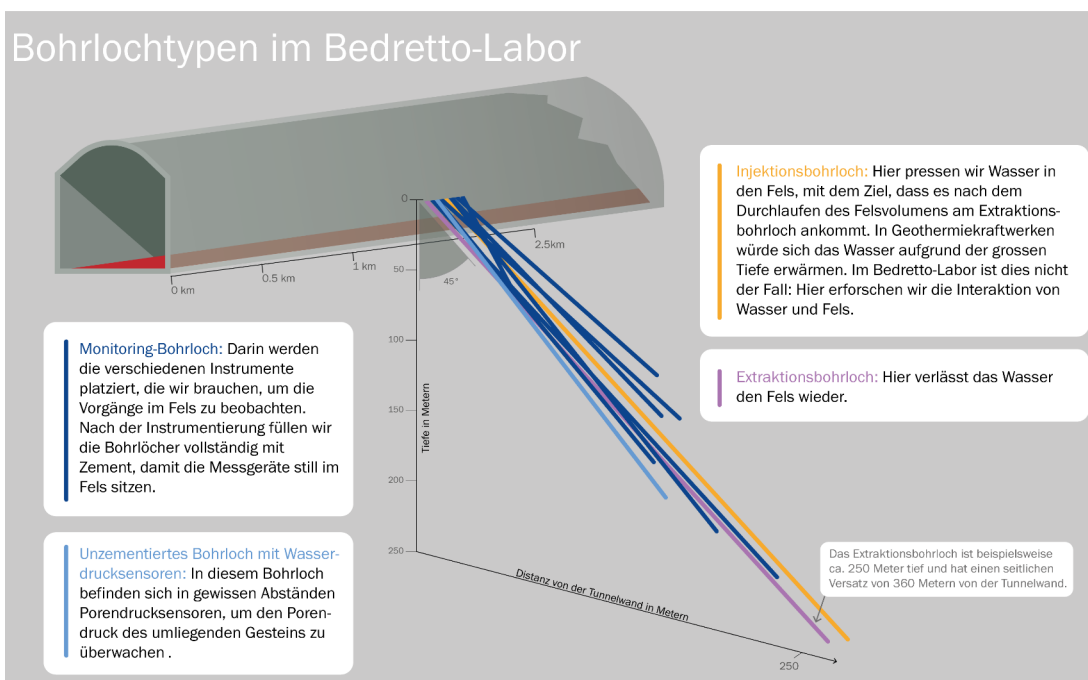 Bohrlochtypen im Bedretto-Labor
Injektionsbohrloch: Hier pressen wir Wasser in
den Fels, mit dem Ziel, dass es nach dem
Durchlaufen des Felsvolumens am Extraktions-
bohrloch ankommt. In Geothermiekraftwerken
würde sich das Wasser aufgrund der grossen
Tiefe erwärmen. Im Bedretto-Labor ist dies nicht
der Fall: Hier erforschen wir die Interaktion von
Wasser und Fels.
0
50
100
150
200
250
Tiefe in Metern
45°
0 km
0.5 km
1 km
2.5km
Monitoring-Bohrloch: Darin werden
die verschiedenen Instrumente
platziert, die wir brauchen, um die
Vorgänge im Fels zu beobachten.
Nach der Instrumentierung füllen wir
die Bohrlöcher vollständig mit
Zement, damit die Messgeräte still im
Fels sitzen.
Extraktionsbohrloch: Hier verlässt das Wasser
den Fels wieder.
Unzementiertes Bohrloch mit Wasser-
drucksensoren: In diesem Bohrloch
befinden sich in gewissen Abständen
Porendrucksensoren, um den Poren-
druck des umliegenden Gesteins zu
überwachen .
Das Extraktionsbohrloch ist beispielsweise
ca. 250 Meter tief und hat einen seitlichen
Versatz von 360 Metern von der Tunnelwand.
Distanz von der Tunnelwand in Metern
250